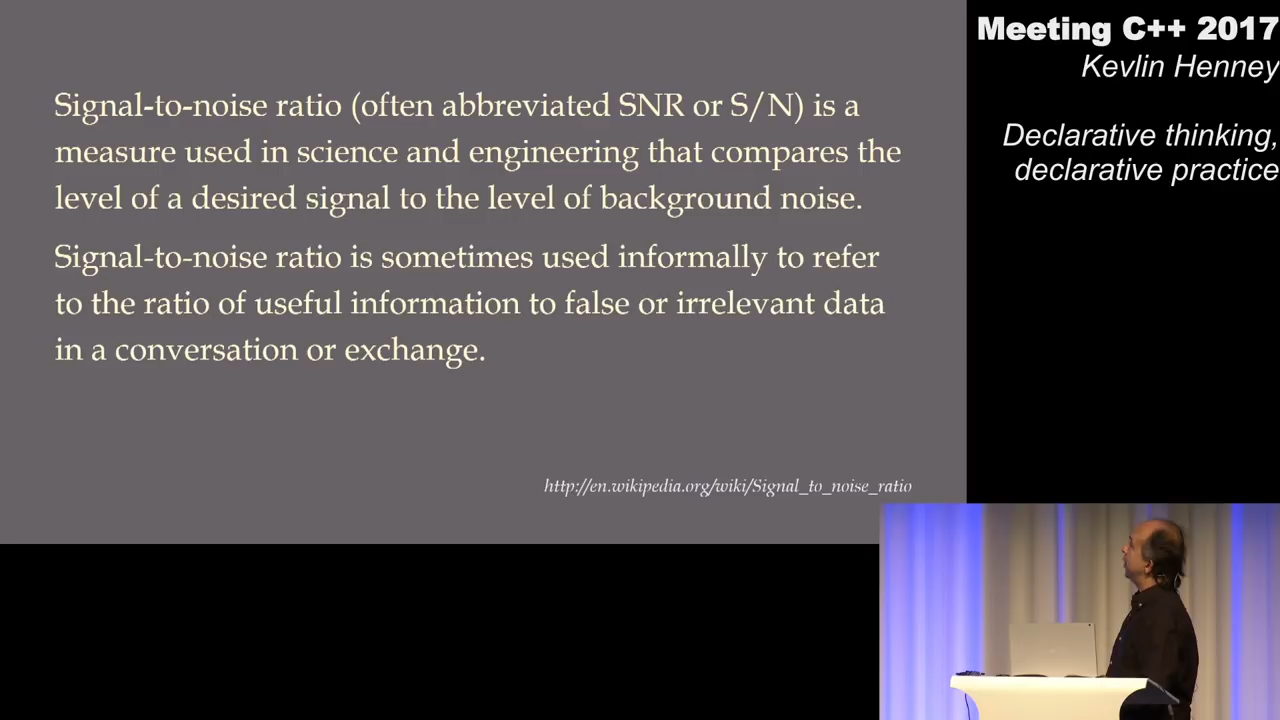 Signal-to-noise ratio (often abbreviated SNR or S/N) is a
measure used in science and engineering that compares the
level of a desired signal to the level of background noise.
Signal-to-noise ratio is sometimes used informally to refer
to the ratio of useful information to false or irrelevant data
in a conversation or exchange.
http://en.wikipedia.org/wiki/Signal_to_noise_ratio
Meeting C++ 2017
Kevlin Henney
Declarative thinking,
declarative practice